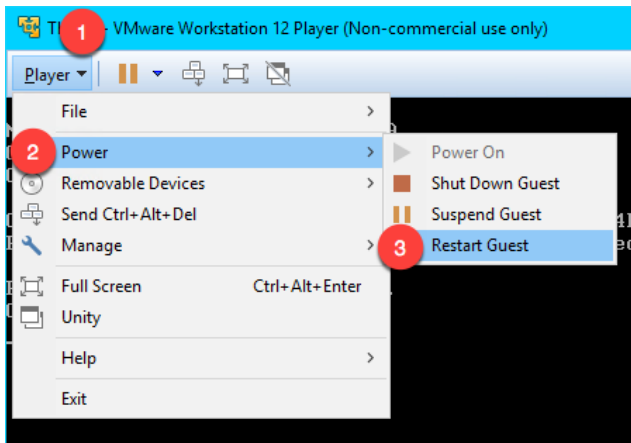 1
- VMware Workstation 12 Player (Non-commercial use only)
Player
File
2 Power
Power On
Removable Devices
Shut Down Guest
Send Ctrl+Alt+Del
Suspend Guest
Manage
3 Restart Guest
Full Screen Ctrl+Alt+Enter
Unity
Help
Exit